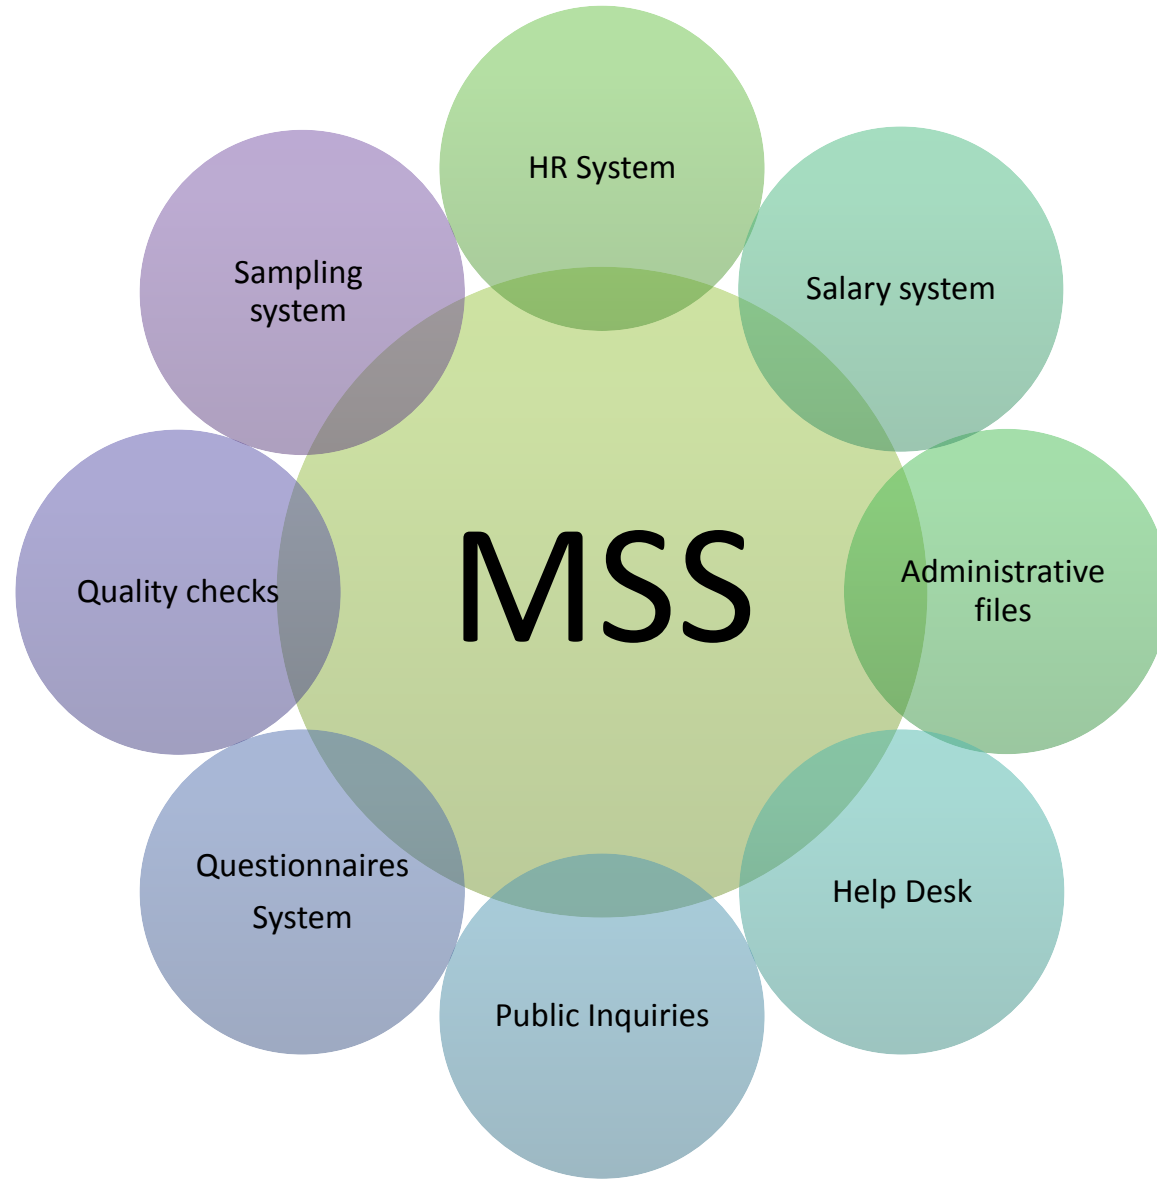 HR System
Salary system
Administrative
files
Help Desk
Public Inquiries
Questionnaires
System
Quality checks
Sampling
system
MSS